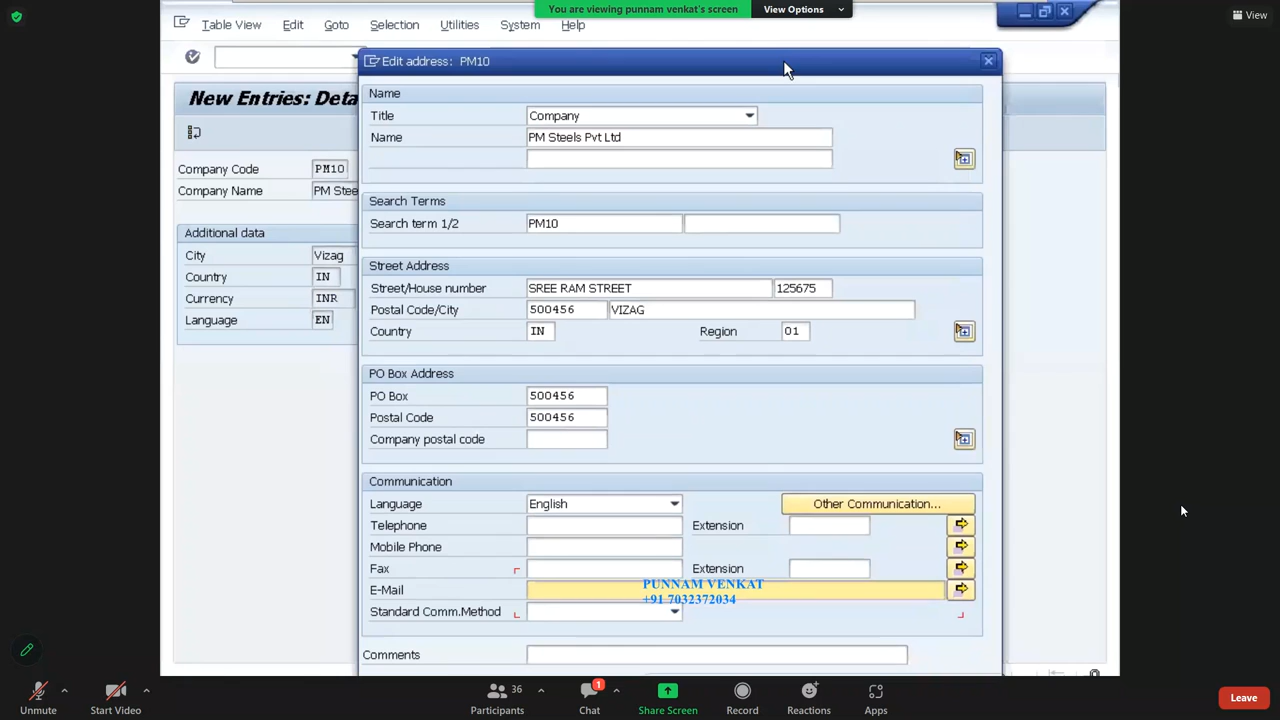 You are viewing punnam venkat's screen
View Options
View
Table View Edit Goto Selection Utilities System Help
Edit address: PM10
New Entries: Deta
Name
Title Company
Name PM Steels Pvt Ltd
Company Code PM10
Company Name PM Stee
Search Terms
Search term 1/2 PM10
Additional data
City Vizag
Country IN
Currency INR
Language EN
Street Address
Street/House number SREE RAM STREET 125675
Postal Code/City 500456 VIZAG
Country IN Region 01
PO Box Address
PO Box 500456
Postal Code 500456
Company postal code
Communication
Language English Other Communication...
Telephone Extension
Mobile Phone
Fax Extension
E-Mail
PUNNAM VENKAT
+91 7032372034
Standard Comm.Method
Comments
Unmute Start Video Participants 36 Chat 1 Share Screen Record Reactions Apps Leave